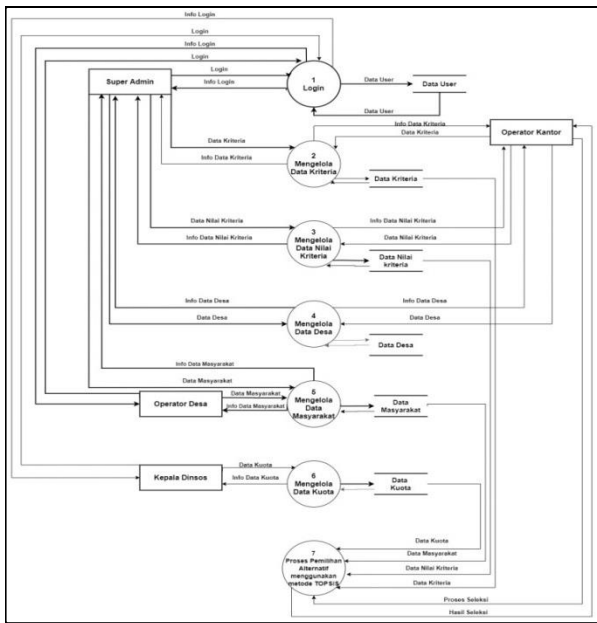 Info Login
Login
Info Login
Login
Super Admin
Login
Info Login
1
Login
Data User
Data User
Data User
Operator Kantor
Info Data Kriteria
Data Kriteria
Data Kriteria
Info Data Kriteria
2
Mengelola
Data Kriteria
Data Kriteria
Data Nilai Kriteria
Info Data Nilai Kriteria
3
Mengelola
Data Nilai
Kriteria
Info Data Nilai Kriteria
Data Nilai Kriteria
Data Nilai
kriteria
Info Data Desa
Data Desa
4
Mengelola
Data Desa
Info Data Desa
Data Desa
Data Desa
Info Data Masyarakat
Data Masyarakat
Operator Desa
Data Masyarakat
Info Data Masyarakat
5
Mengelola
Data
Masyarakat
Data
Masyarakat
Kepala Dinsos
Data Kuota
Info Data Kuota
6
Mengelola
Data Kuota
Data
Kuota
7
Proses Pemilihan
Alternatif
menggunakan
metode TOPSIS
Data Kuota
Data Masyarakat
Data Nilai Kriteria
Data Kriteria
Proses Seleksi
Hasil Seleksi